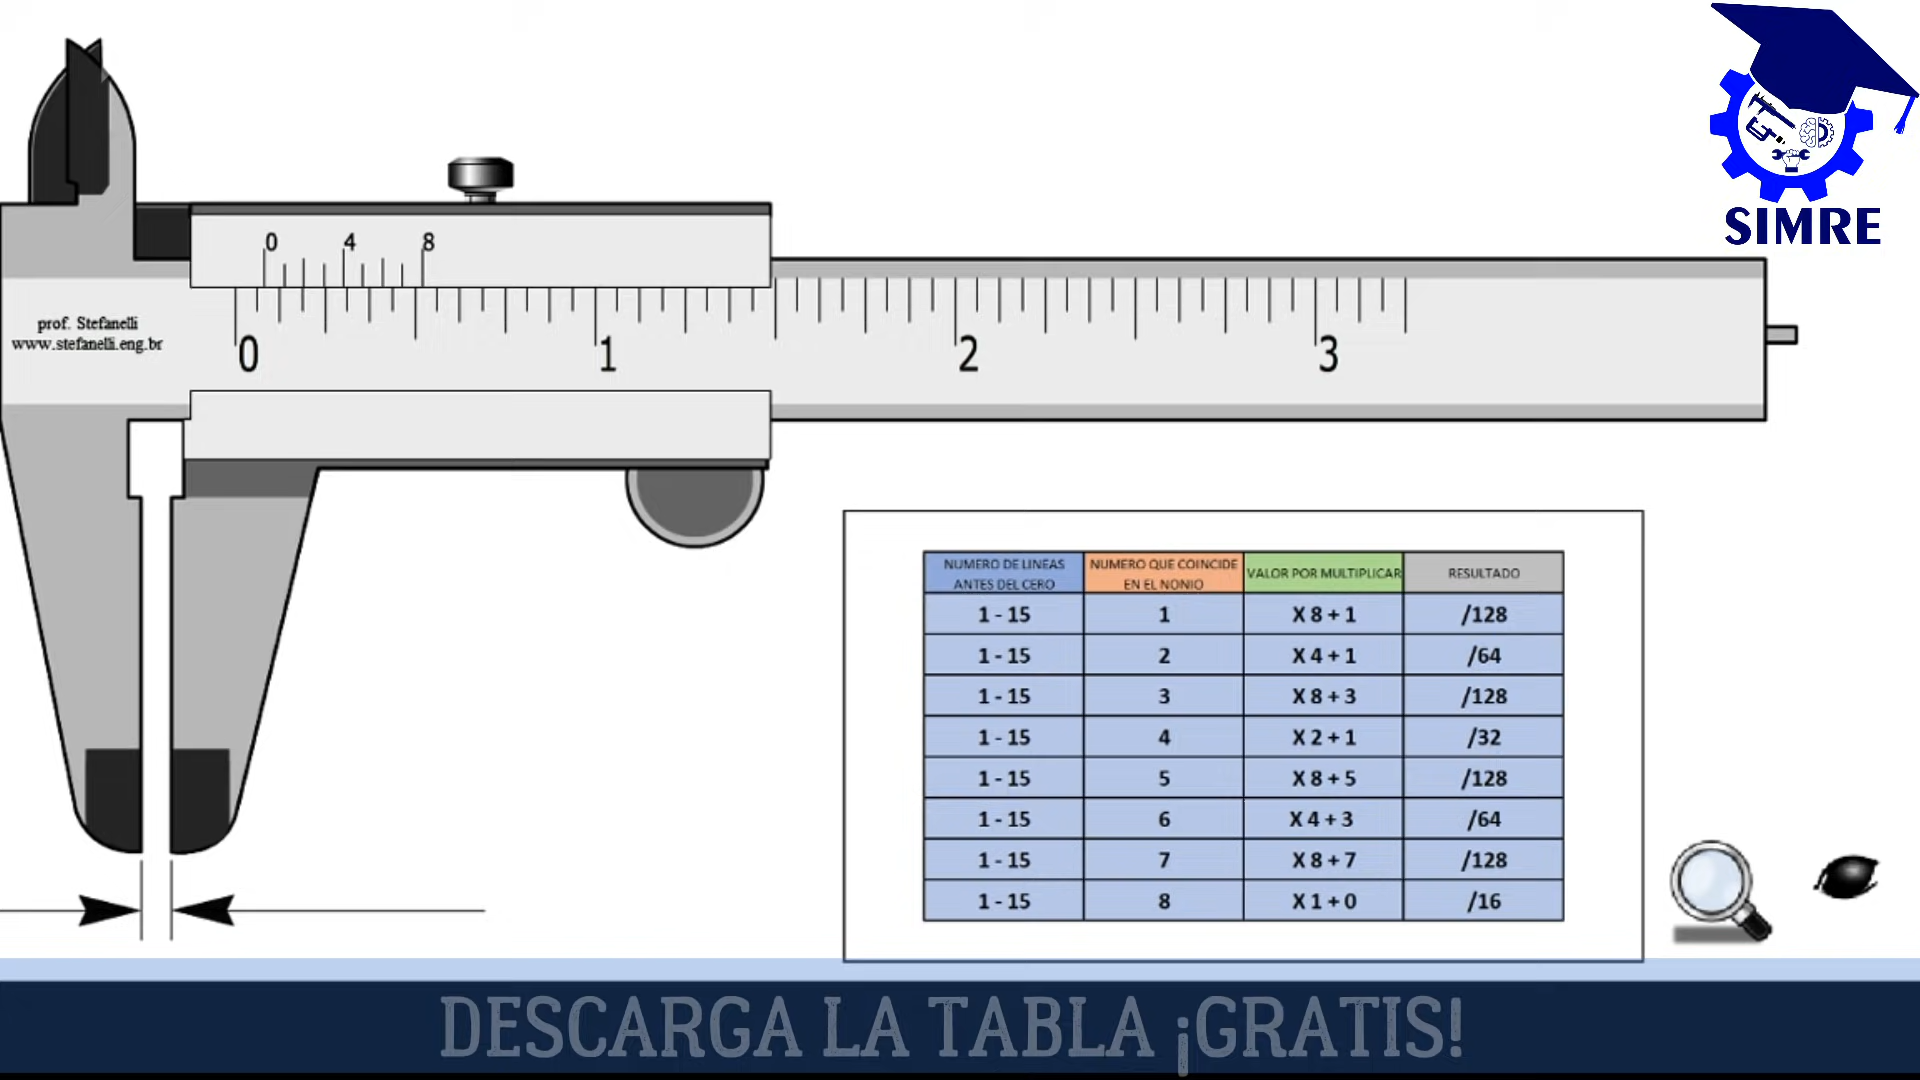 SIMRE
0 4 8
prof. Stefanelli
www.stefanelli.eng.br
0 1 2 3
NUMERO DE LINEAS ANTES DEL CERO NUMERO QUE COINCIDE EN EL NONIO VALOR POR MULTIPLICAR RESULTADO
1 - 15 1 X 8 + 1 /128
1 - 15 2 X 4 + 1 /64
1 - 15 3 X 8 + 3 /128
1 - 15 4 X 2 + 1 /32
1 - 15 5 X 8 + 5 /128
1 - 15 6 X 4 + 3 /64
1 - 15 7 X 8 + 7 /128
1 - 15 8 X 1 + 0 /16
DESCARGA LA TABLA ¡GRATIS!